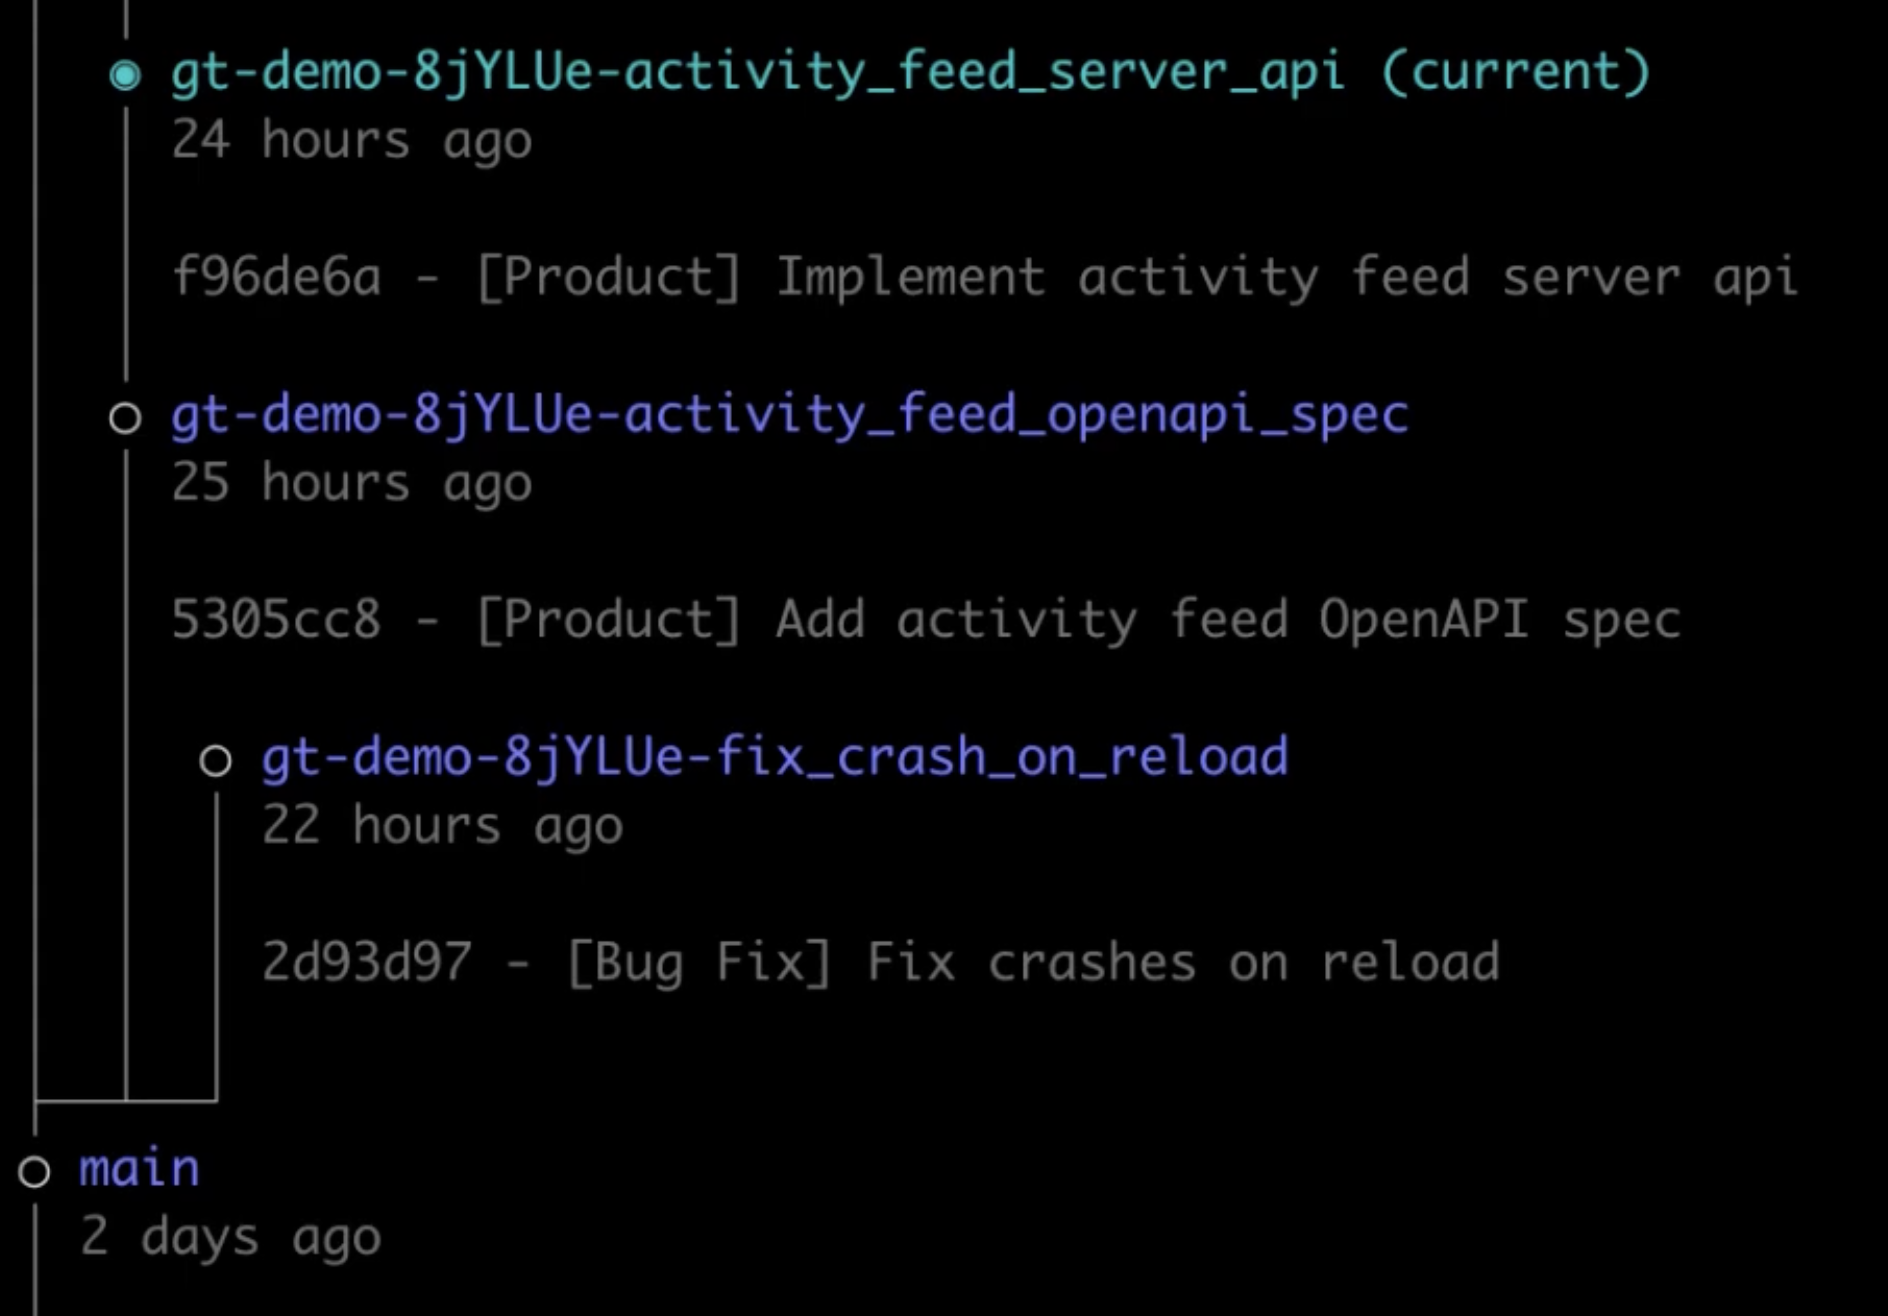 gt-demo-8jYLUe-activity_feed_server_api (current)
24 hours ago
f96de6a - [Product] Implement activity feed server api
gt-demo-8jYLUe-activity_feed_openapi_spec
25 hours ago
5305cc8 - [Product] Add activity feed OpenAPI spec
gt-demo-8jYLUe-fix_crash_on_reload
22 hours ago
2d93d97 - [Bug Fix] Fix crashes on reload
main
2 days ago